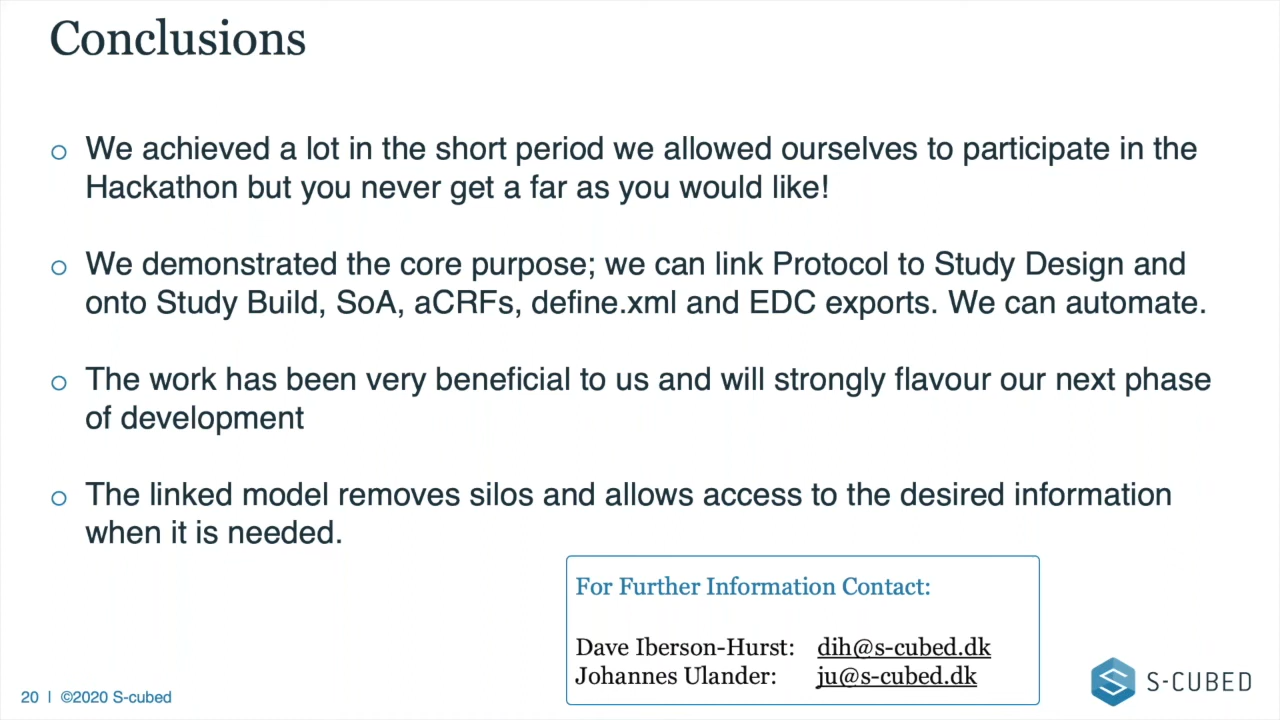 Conclusions
o We achieved a lot in the short period we allowed ourselves to participate in the
Hackathon but you never get a far as you would like!
o We demonstrated the core purpose; we can link Protocol to Study Design and
onto Study Build, SoA, aCRFs, define.xml and EDC exports. We can automate.
o The work has been very beneficial to us and will strongly flavour our next phase
of development
o The linked model removes silos and allows access to the desired information
when it is needed.
For Further Information Contact:
Dave Iberson-Hurst: dih@s-cubed.dk
Johannes Ulander: ju@s-cubed.dk
S-CUBED
20 | ©2020 S-cubed